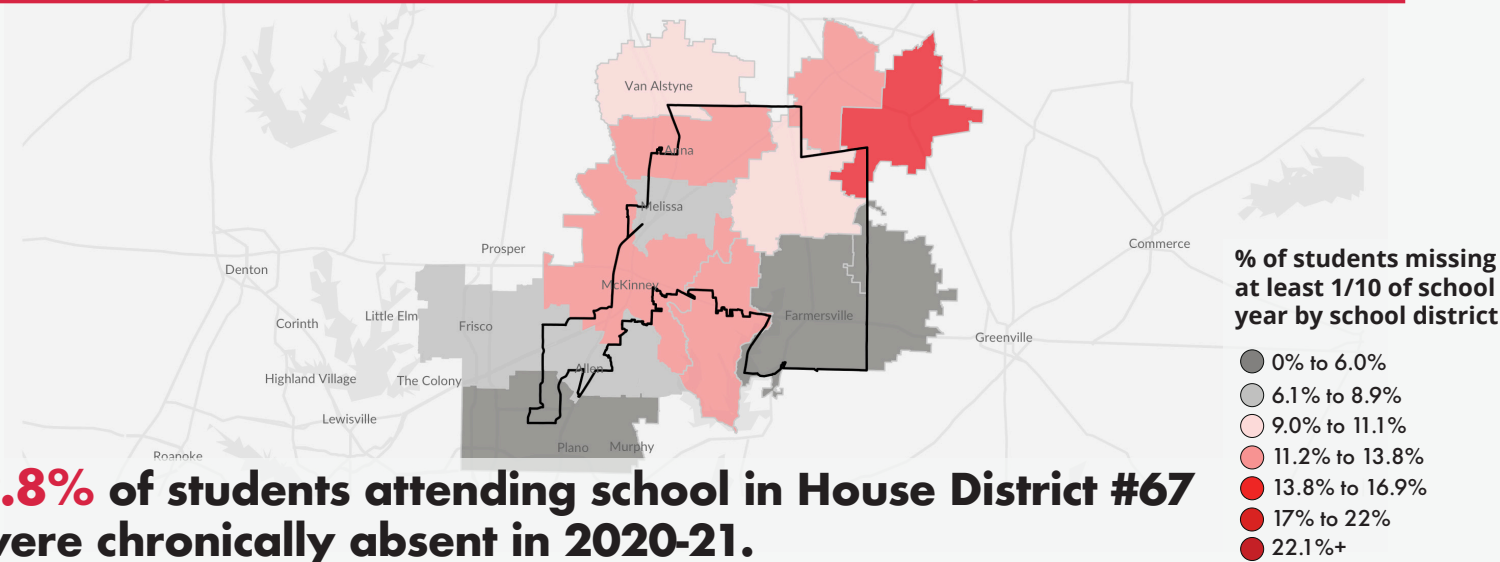 Van Alstyne
Anna
Melissa
Prosper
Commerce
Denton
McKinney
Little Elm
Corinth
Frisco
Farmersville
Greenville
Allen
Highland Village
The Colony
Lewisville
Plano
Murphy
Roanoke
% of students missing
at least 1/10 of school
year by school district
0% to 6.0%
6.1% to 8.9%
9.0% to 11.1%
11.2% to 13.8%
13.8% to 16.9%
17% to 22%
22.1%+
.8% of students attending school in House District #67
were chronically absent in 2020-21.